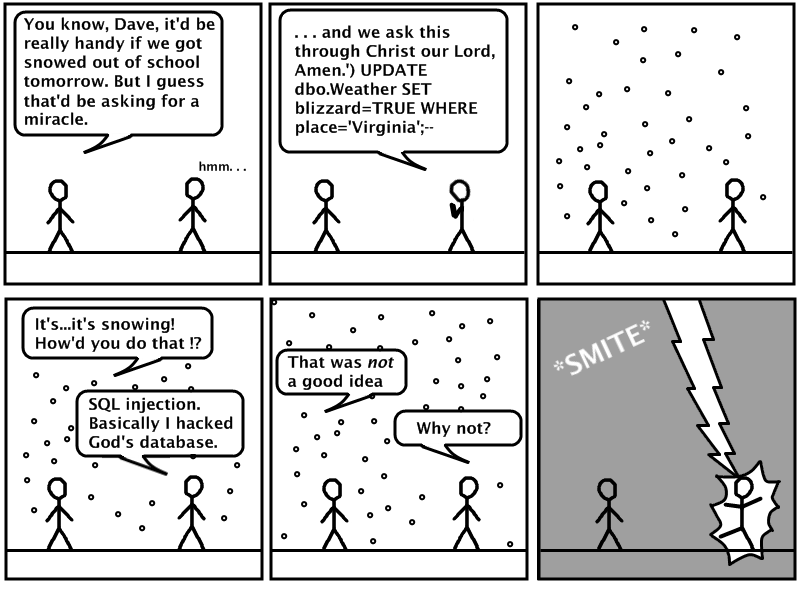 You know, Dave, it'd be
really handy if we got
snowed out of school
tomorrow. But I guess
that'd be asking for a
miracle.
hmm. . .
. . . and we ask this
through Christ our Lord,
Amen.') UPDATE
dbo.Weather SET
blizzard=TRUE WHERE
place='Virginia';--
It's...it's snowing!
How'd you do that !?
SQL injection.
Basically I hacked
God's database.
That was not
a good idea
Why not?
*SMITE*